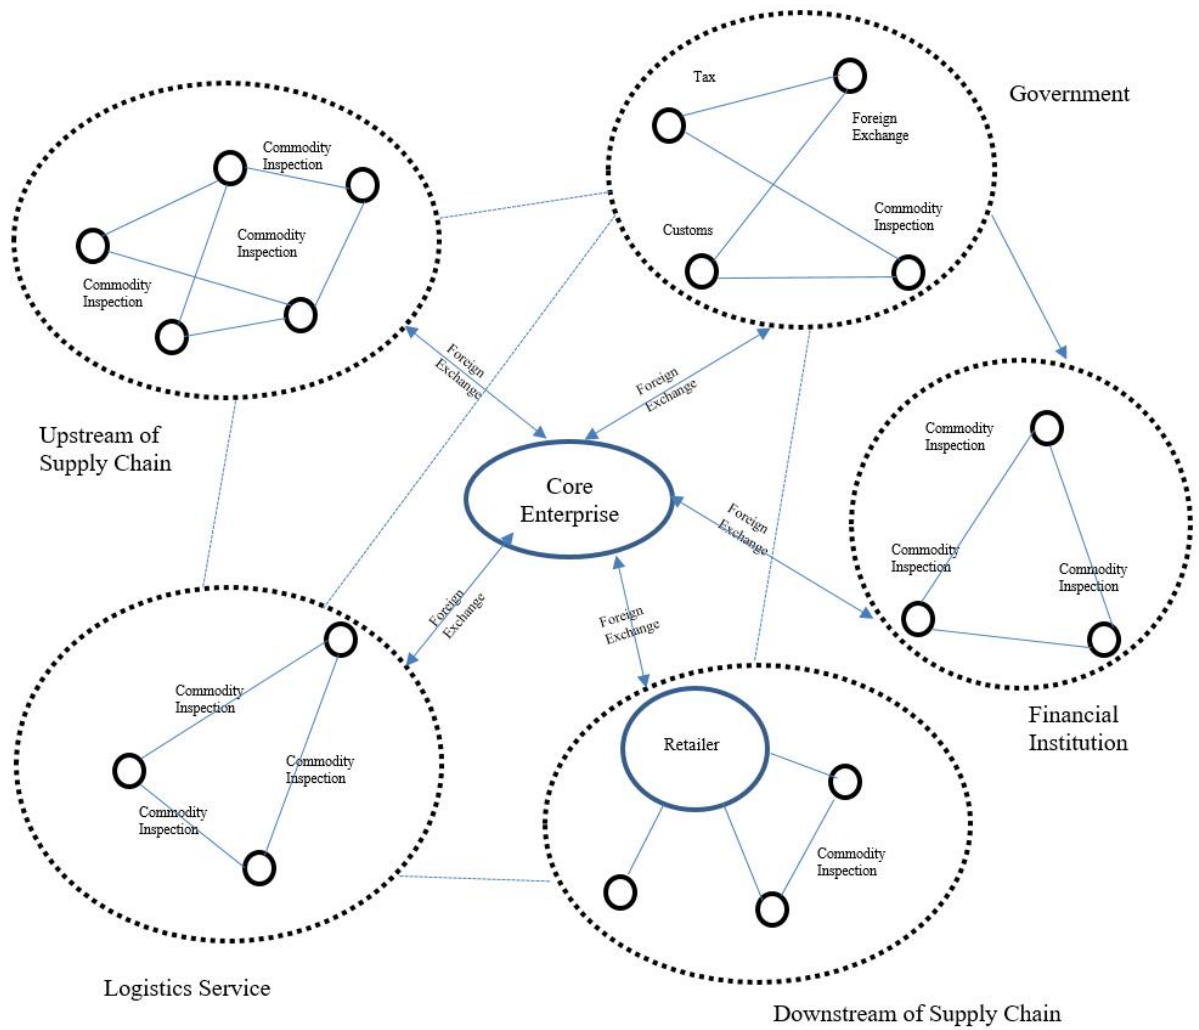 Tax
Foreign
Exchange
Customs
Commodity
Inspection
Government
Commodity
Inspection
Commodity
Inspection
Commodity
Inspection
Upstream of
Supply Chain
Foreign
Exchange
Foreign
Exchange
Core
Enterprise
Foreign
Exchange
Foreign
Exchange
Foreign
Exchange
Commodity
Inspection
Commodity
Inspection
Commodity
Inspection
Financial
Institution
Commodity
Inspection
Commodity
Inspection
Commodity
Inspection
Logistics Service
Retailer
Commodity
Inspection
Downstream of Supply Chain